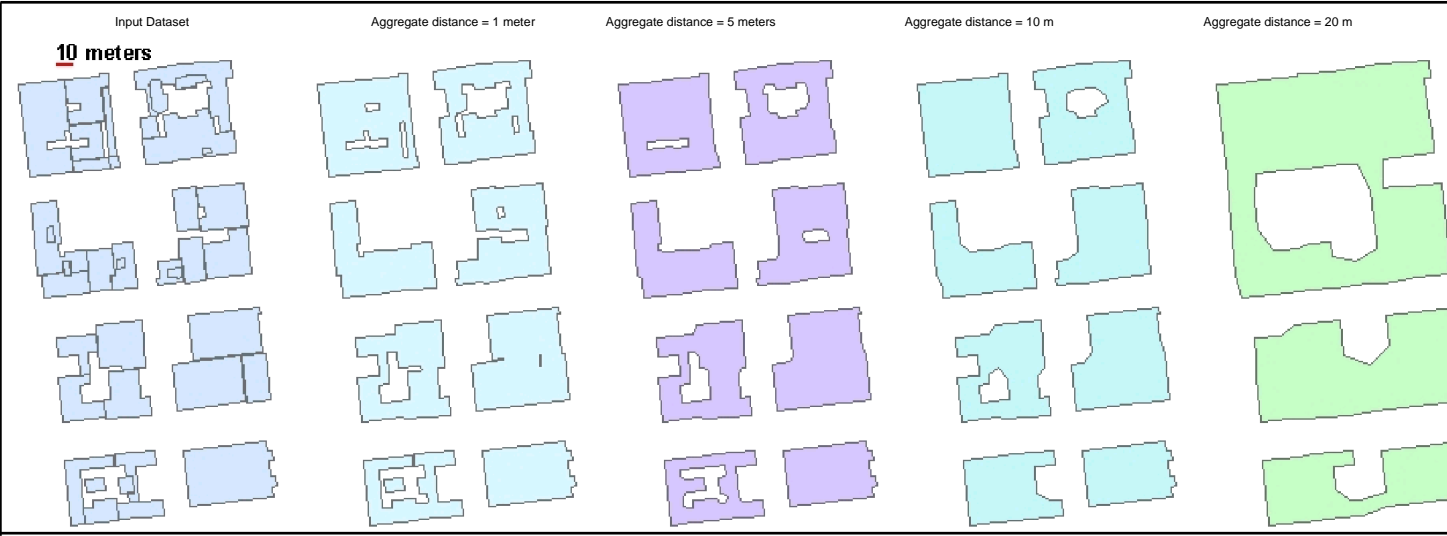 Input Dataset
Aggregate distance = 1 meter
Aggregate distance = 5 meters
Aggregate distance = 10 m
Aggregate distance = 20 m
10 meters